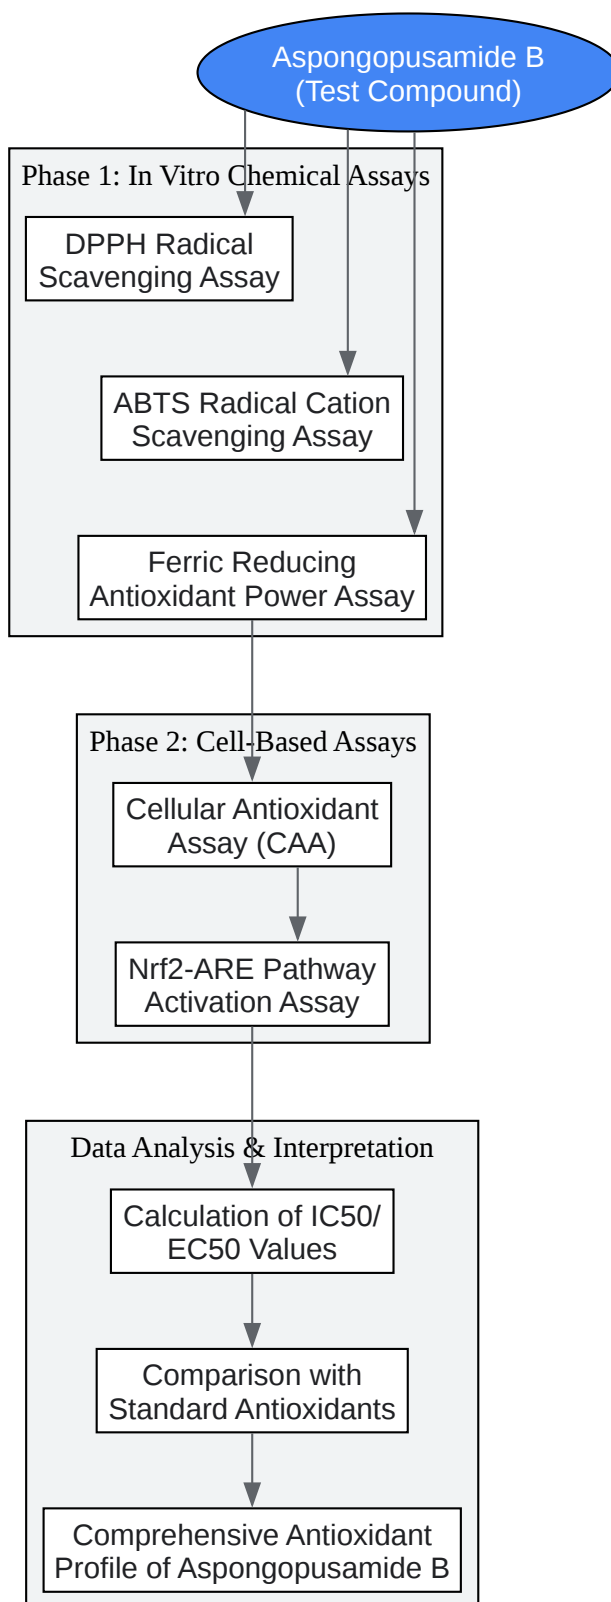 Aspongopusamide B
(Test Compound)
Phase 1: In Vitro Chemical Assays
DPPH Radical
Scavenging Assay
ABTS Radical Cation
Scavenging Assay
Ferric Reducing
Antioxidant Power Assay
Phase 2: Cell-Based Assays
Cellular Antioxidant
Assay (CAA)
Nrf2-ARE Pathway
Activation Assay
Data Analysis & Interpretation
Calculation of IC50/
EC50 Values
Comparison with
Standard Antioxidants
Comprehensive Antioxidant
Profile of Aspongopusamide B